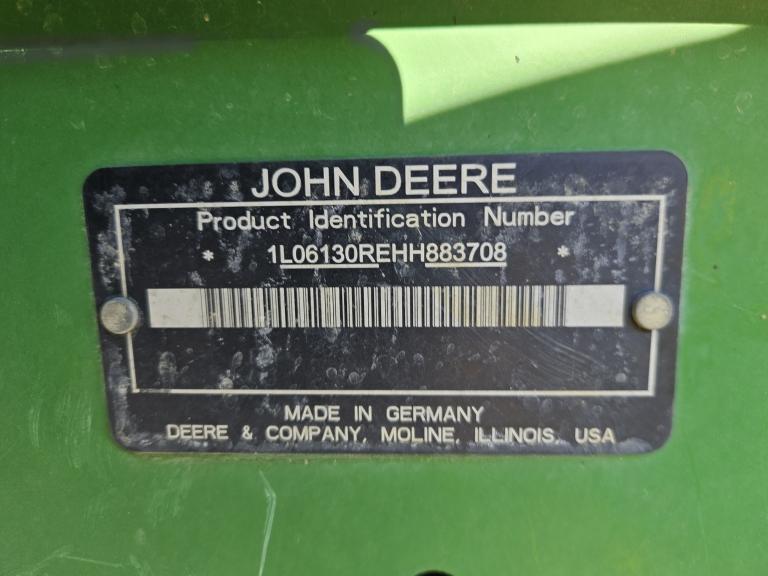 JOHN DEERE
Product Identification Number
* 1L06130REHH883708 *
MADE IN GERMANY
DEERE & COMPANY, MOLINE, ILLINOIS, USA